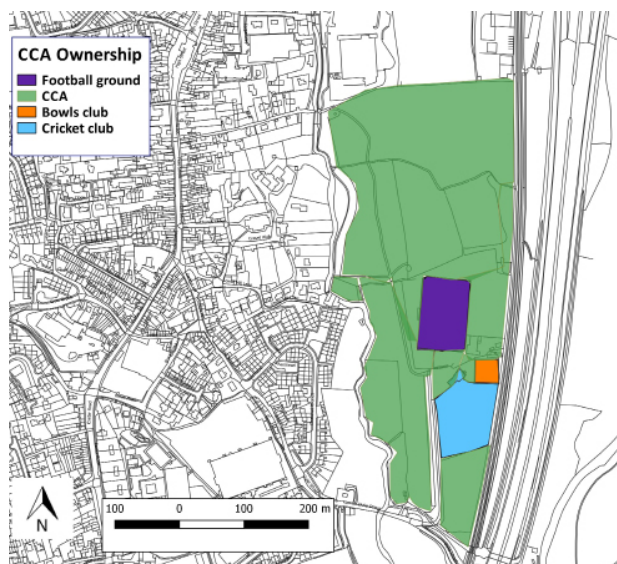 CCA Ownership
Football ground
CCA
Bowls club
Cricket club
N
100 0 100 200 m